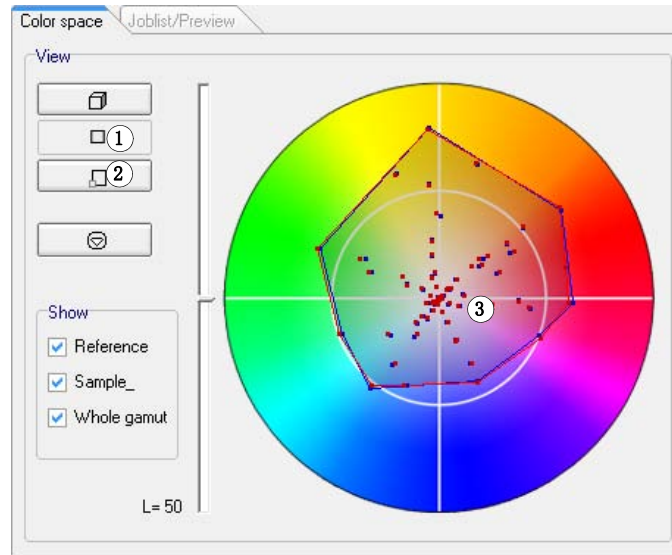 Color space Joblist/Preview
View
1
2
3
Show
Reference
Sample_
Whole gamut
L= 50